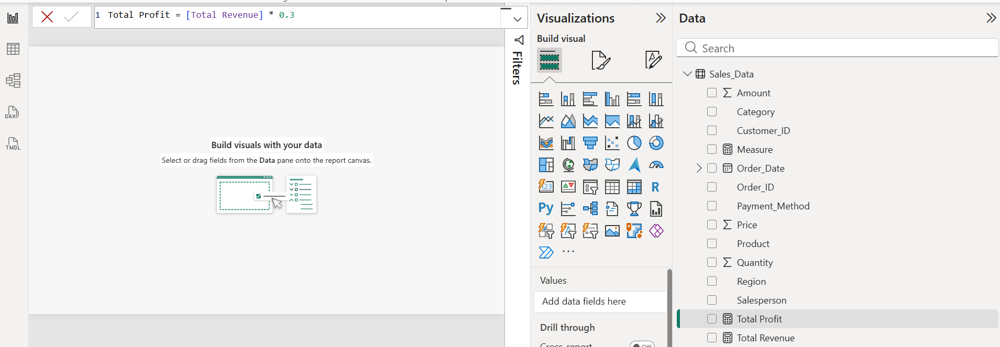 1 Total Profit = [Total Revenue] * 0.3
DAX
TMDL
Build visuals with your data
Select or drag fields from the Data pane onto the report canvas.
Filters
Visualizations
Build visual
123
R
Py
Values
Add data fields here
Drill through
Cross-report
Off
Data
Search
Sales_Data
Amount
Category
Customer_ID
Measure
Order_Date
Order_ID
Payment_Method
Price
Product
Quantity
Region
Salesperson
Total Profit
Total Revenue